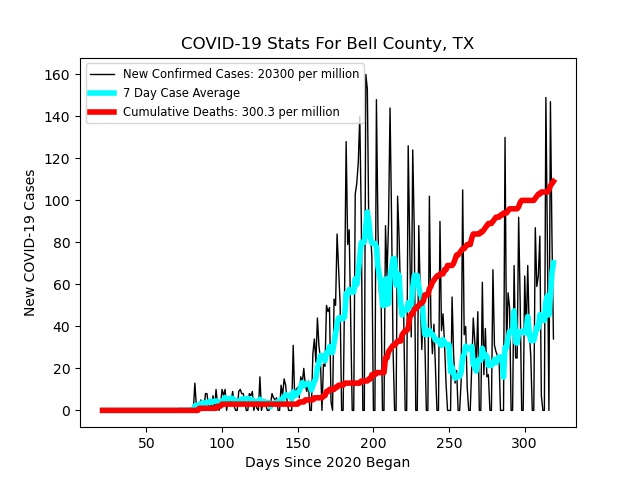 COVID-19 Stats For Bell County, TX
New Confirmed Cases: 20300 per million
7 Day Case Average
Cumulative Deaths: 300.3 per million
160
140
120
100
80
60
40
20
0
New COVID-19 Cases
50 100 150 200 250 300
Days Since 2020 Began